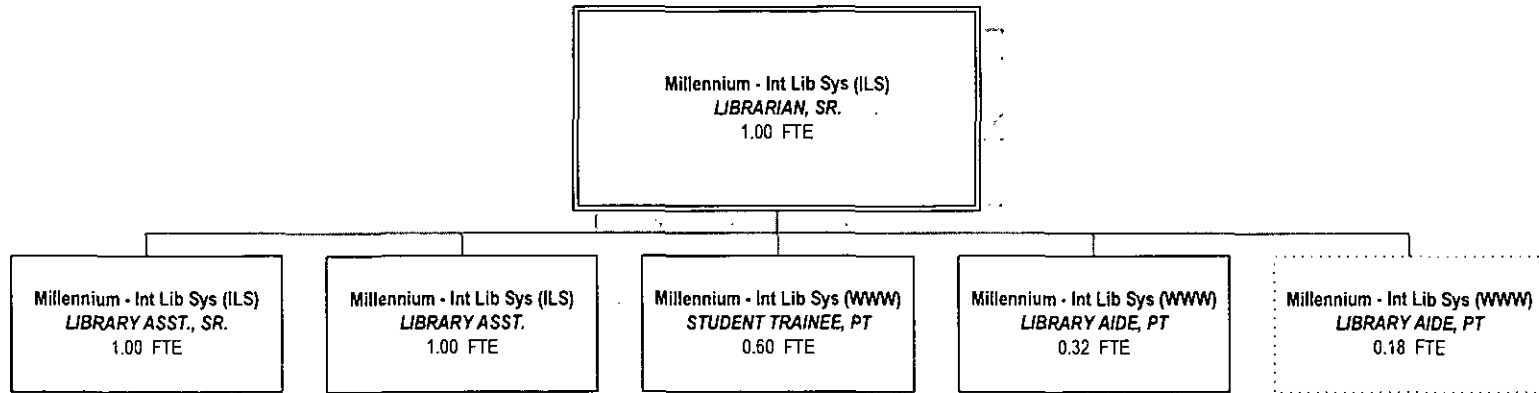 Millennium - Int Lib Sys (ILS)
LIBRARIAN, SR.
1.00 FTE
Millennium - Int Lib Sys (ILS)
LIBRARY ASST., SR.
1.00 FTE
Millennium - Int Lib Sys (ILS)
LIBRARY ASST.
1.00 FTE
Millennium - Int Lib Sys (WWW)
STUDENT TRAINEE, PT
0.60 FTE
Millennium - Int Lib Sys (WWW)
LIBRARY AIDE, PT
0.32 FTE
Millennium - Int Lib Sys (WWW)
LIBRARY AIDE, PT
0.18 FTE